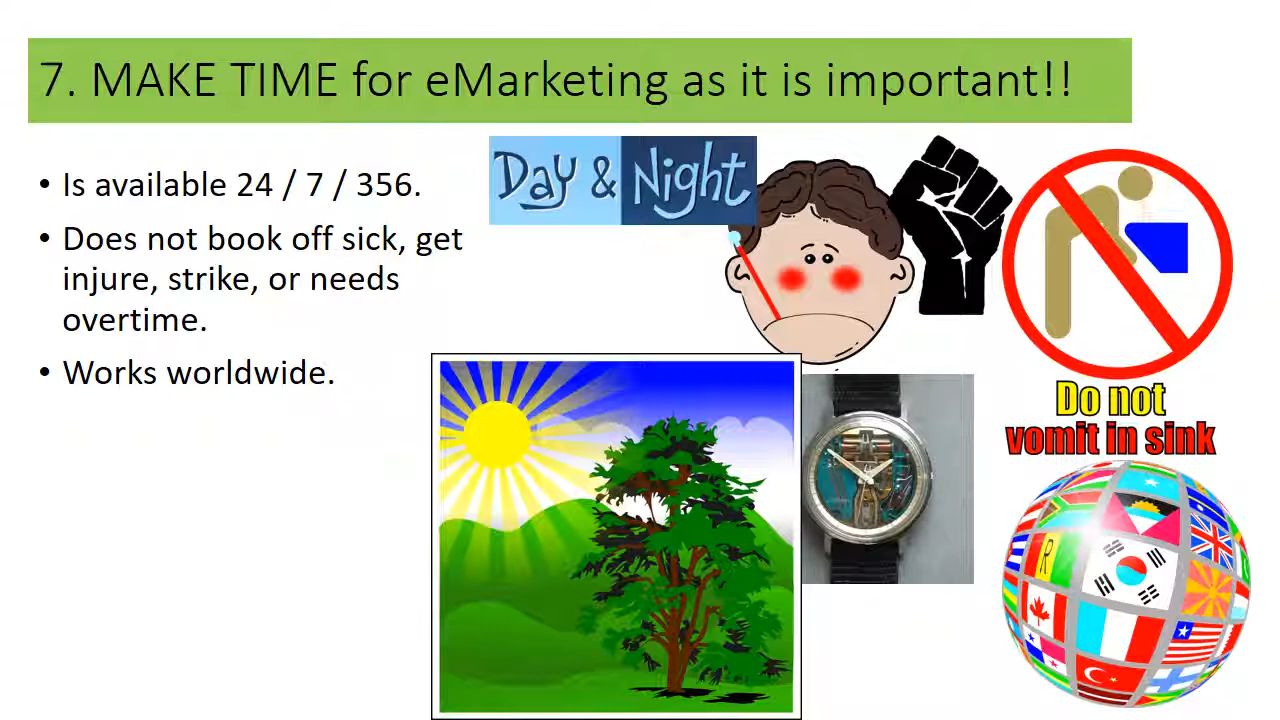 7. MAKE TIME for eMarketing as it is important!!
• Is available 24 / 7 / 356.
• Does not book off sick, get
injure, strike, or needs
overtime.
• Works worldwide.
Day & Night
Do not
vomit in sink
R